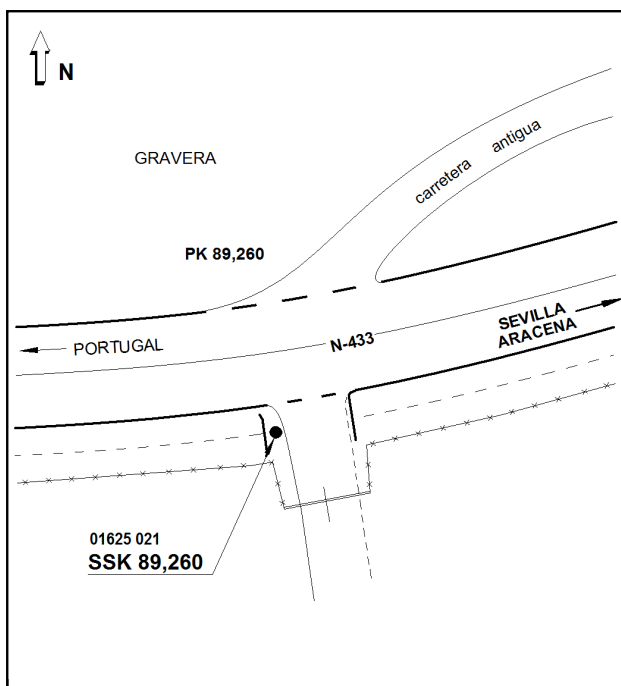 N
GRAVERA
carretera antigua
PK 89,260
SEVILLA
ARACENA
N-433
PORTUGAL
01625 021
SSK 89,260